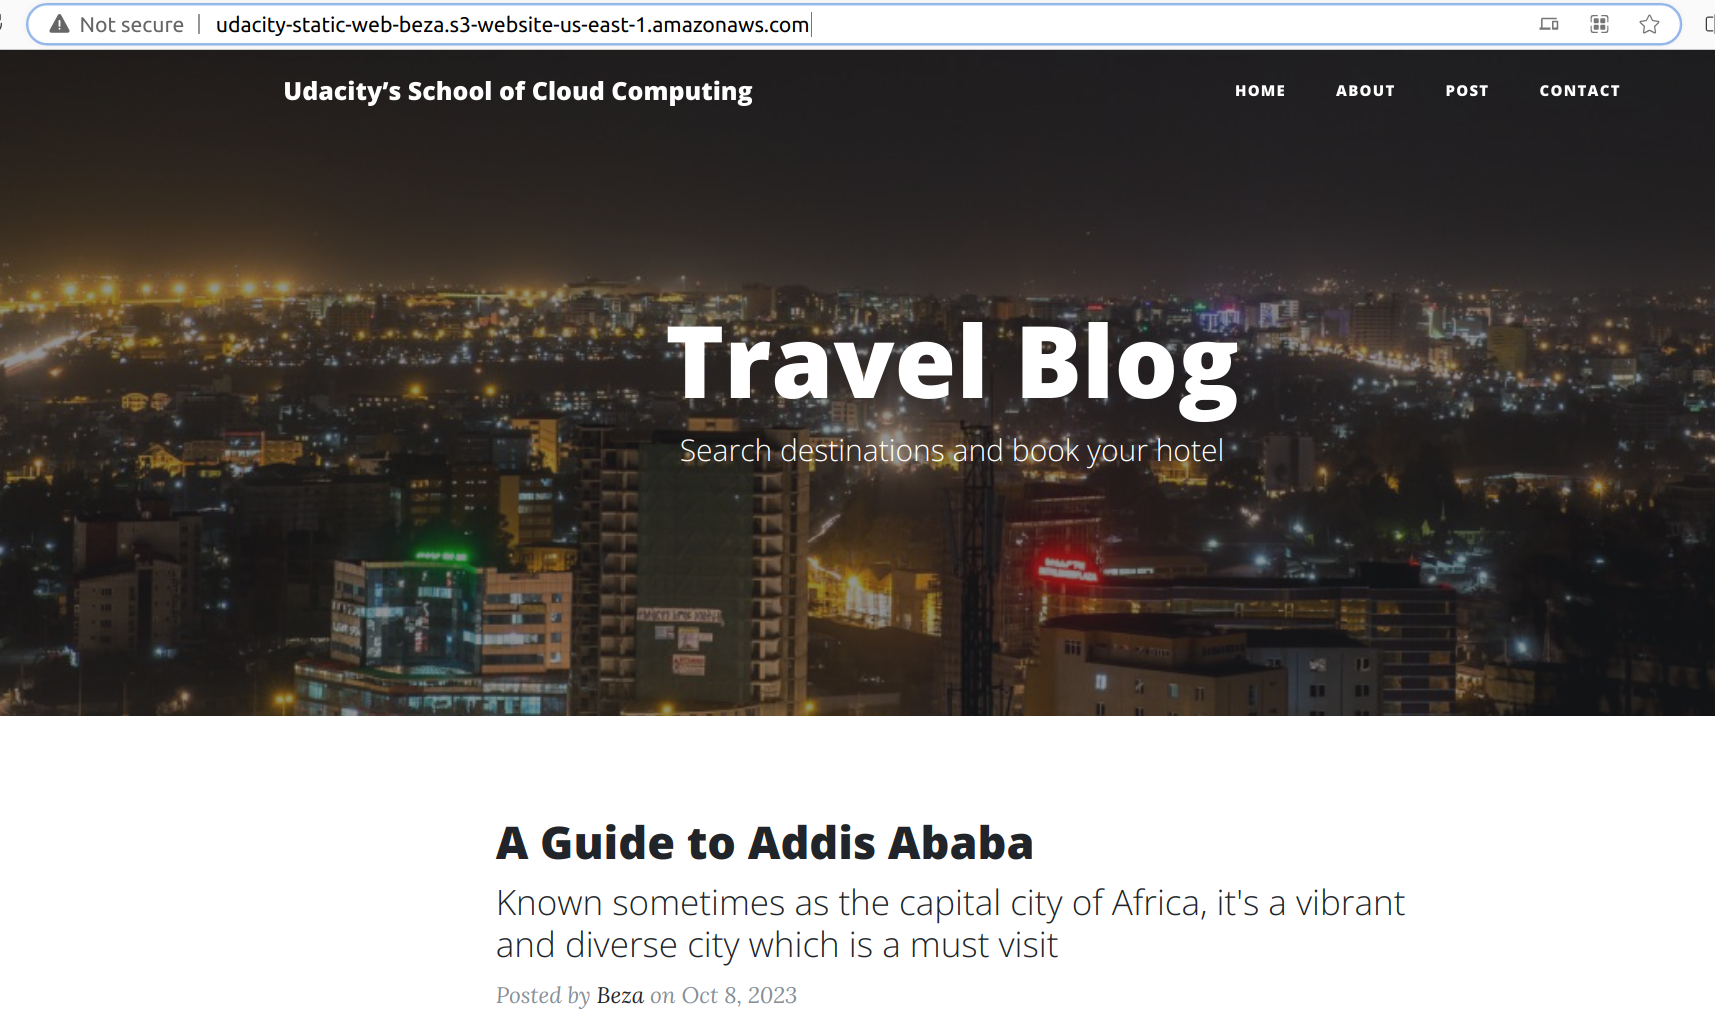 Not secure
udacity-static-web-beza.s3-website-us-east-1.amazonaws.com
Udacity’s School of Cloud Computing
HOME
ABOUT
POST
CONTACT
Travel Blog
Search destinations and book your hotel
A Guide to Addis Ababa
Known sometimes as the capital city of Africa, it's a vibrant
and diverse city which is a must visit
Posted by Beza on Oct 8, 2023